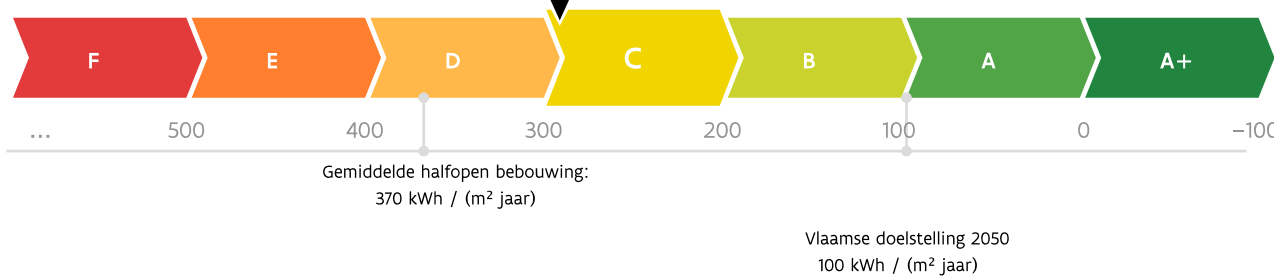 F E D C B A A+
... 500 400 300 200 100 0 −100
Gemiddelde halfopen bebouwing:
370 kWh / (m² jaar)
Vlaamse doelstelling 2050
100 kWh / (m² jaar)